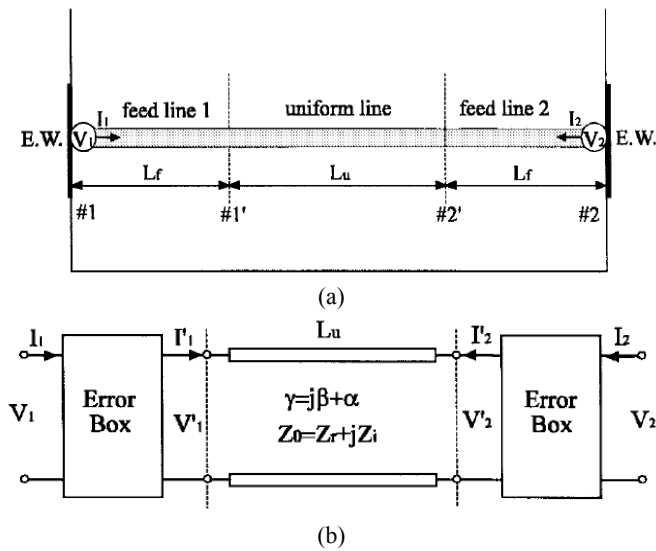 I₁ feed line 1 uniform line feed line 2 I₂
E.W. V₁ V₂ E.W.
Lf Lu Lf
#1 #1' #2' #2
(a)
I₁ I'₁ Lu I'₂ I₂
V₁ Error Box V'₁ γ=jβ+α Z₀=Zr+jZi V'₂ Error Box V₂
(b)